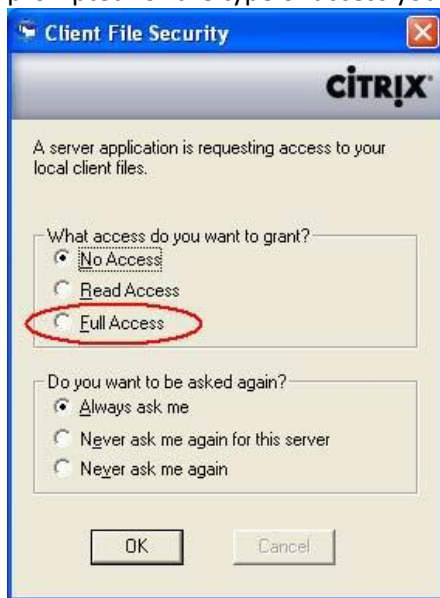 Client File Security
CİTRIX
A server application is requesting access to your
local client files.
What access do you want to grant?
No Access
Read Access
Full Access
Do you want to be asked again?
Always ask me
Never ask me again for this server
Never ask me again
OK
Cancel